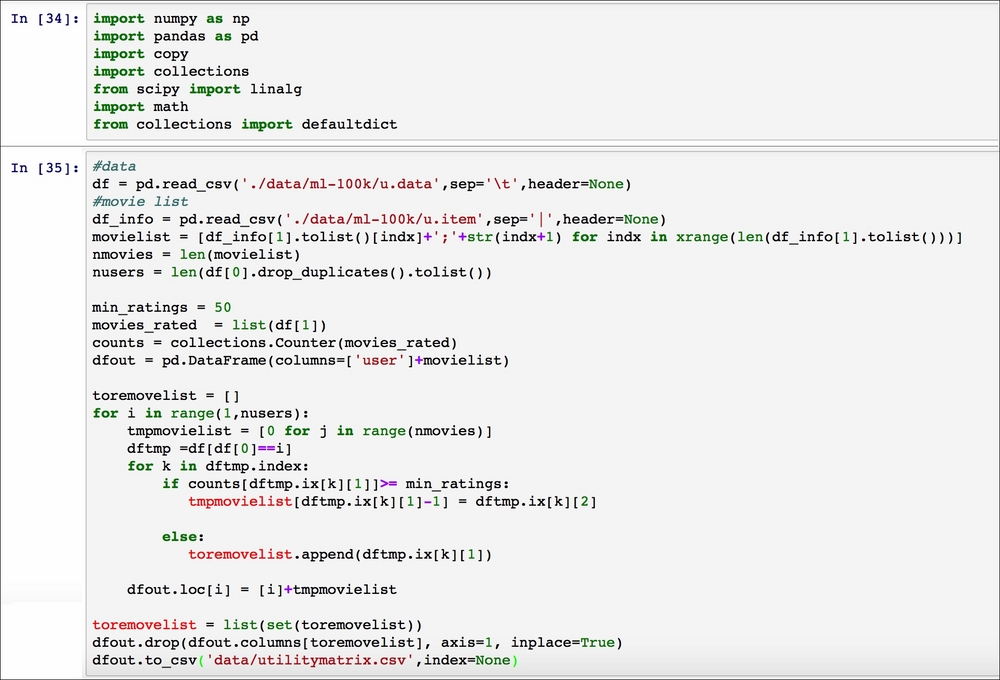 In [34]: import numpy as np
import pandas as pd
import copy
import collections
from scipy import linalg
import math
from collections import defaultdict
In [35]: #data
df = pd.read_csv('./data/ml-100k/u.data',sep='\t',header=None)
#movie list
df_info = pd.read_csv('./data/ml-100k/u.item',sep='|',header=None)
movielist = [df_info[1].tolist()[indx]+';'+str(indx+1) for indx in xrange(len(df_info[1].tolist()))]
nmovies = len(movielist)
nusers = len(df[0].drop_duplicates().tolist())
min_ratings = 50
movies_rated  = list(df[1])
counts = collections.Counter(movies_rated)
dfout = pd.DataFrame(columns=['user']+movielist)
toremovelist = []
for i in range(1,nusers):
    tmpmovielist = [0 for j in range(nmovies)]
    dftmp =df[df[0]==i]
    for k in dftmp.index:
        if counts[dftmp.ix[k][1]]>= min_ratings:
           tmpmovielist[dftmp.ix[k][1]-1] = dftmp.ix[k][2]
        else:
           toremovelist.append(dftmp.ix[k][1])
    dfout.loc[i] = [i]+tmpmovielist
toremovelist = list(set(toremovelist))
dfout.drop(dfout.columns[toremovelist], axis=1, inplace=True)
dfout.to_csv('data/utilitymatrix.csv',index=None)